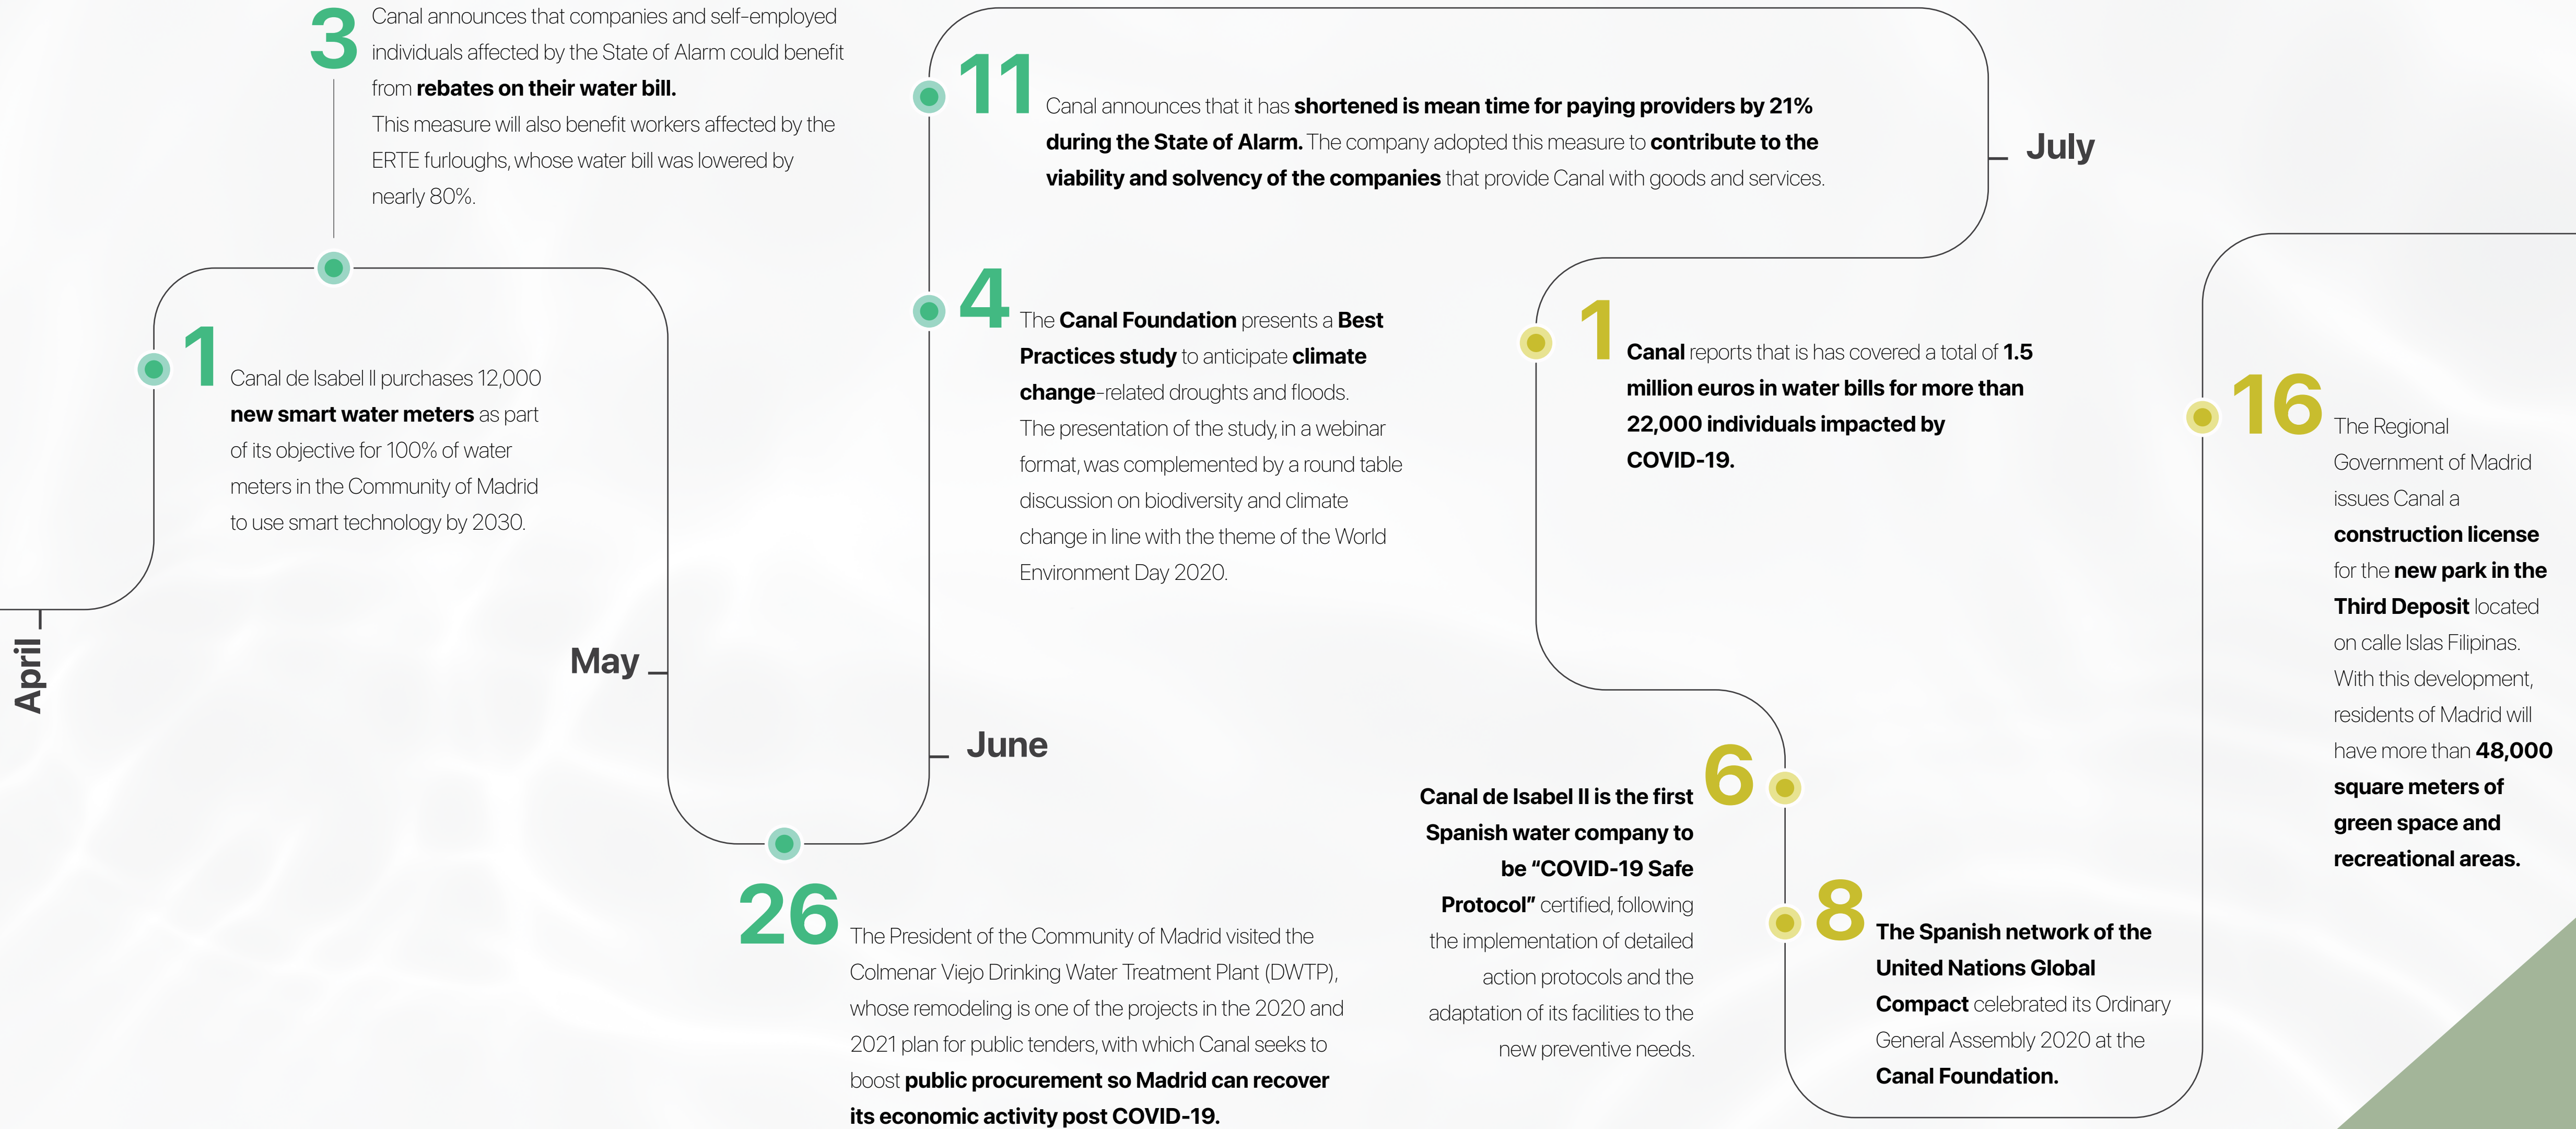 April
1
Canal de Isabel II purchases 12,000
new smart water meters as part
of its objective for 100% of water
meters in the Community of Madrid
to use smart technology by 2030.
3
Canal announces that companies and self-employed
individuals affected by the State of Alarm could benefit
from rebates on their water bill.
This measure will also benefit workers affected by the
ERTE furloughs, whose water bill was lowered by
nearly 80%.
May
26
The President of the Community of Madrid visited the
Colmenar Viejo Drinking Water Treatment Plant (DWTP),
whose remodeling is one of the projects in the 2020 and
2021 plan for public tenders, with which Canal seeks to
boost public procurement so Madrid can recover
its economic activity post COVID-19.
June
4
The Canal Foundation presents a Best
Practices study to anticipate climate
change-related droughts and floods.
The presentation of the study, in a webinar
format, was complemented by a round table
discussion on biodiversity and climate
change in line with the theme of the World
Environment Day 2020.
11
Canal announces that it has shortened is mean time for paying providers by 21%
during the State of Alarm. The company adopted this measure to contribute to the
viability and solvency of the companies that provide Canal with goods and services.
July
1
Canal reports that is has covered a total of 1.5
million euros in water bills for more than
22,000 individuals impacted by
COVID-19.
6
Canal de Isabel II is the first
Spanish water company to
be “COVID-19 Safe
Protocol” certified, following
the implementation of detailed
action protocols and the
adaptation of its facilities to the
new preventive needs.
8
The Spanish network of the
United Nations Global
Compact celebrated its Ordinary
General Assembly 2020 at the
Canal Foundation.
16
The Regional
Government of Madrid
issues Canal a
construction license
for the new park in the
Third Deposit located
on calle Islas Filipinas.
With this development,
residents of Madrid will
have more than 48,000
square meters of
green space and
recreational areas.